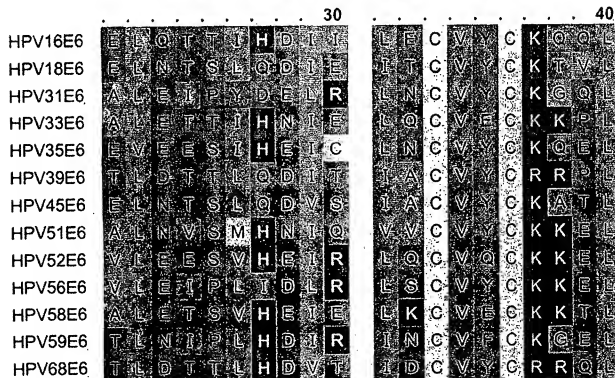 30 40
HPV16E6 E L Q T T I H D I I L E C V Y C K Q Q L
HPV18E6 E L N T S L Q D I E I T C V Y C K T V L
HPV31E6 A L E I P Y D E L R L N C V Y C K G Q L
HPV33E6 A L E T T I H N I E L Q C V E C K K P L
HPV35E6 E V E E S I H E I C L N C V Y C K Q E L
HPV39E6 T L D T T L Q D I T I A C V Y C R R P L
HPV45E6 E L N T S L Q D V S I A C V Y C K A T L
HPV51E6 A L N V S M H N I Q V V C V Y C K K E L
HPV52E6 V L E E S V H E I R L Q C V Q C K K E L
HPV56E6 V L E I P L I D L R L S C V Y C K K E L
HPV58E6 A L E T S V H E I E L K C V E C K K T L
HPV59E6 T L N I P L H D I R I N C V F C K G E L
HPV68E6 T L D T T L H D V T I D C V Y C R R Q L